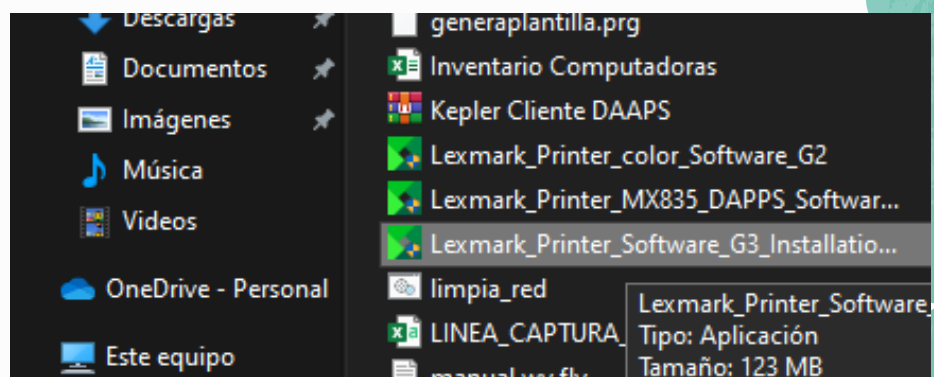 Descargas
Documentos
Imágenes
Música
Videos
OneDrive - Personal
Este equipo
generaplantilla.prg
Inventario Computadoras
Kepler Cliente DAAPS
Lexmark_Printer_color_Software_G2
Lexmark_Printer_MX835_DAPPS_Softwar...
Lexmark_Printer_Software_G3_Installatio...
limpia_red
LINEA_CAPTURA_
Lexmark_Printer_Software_
Tipo: Aplicación
Tamaño: 123 MB